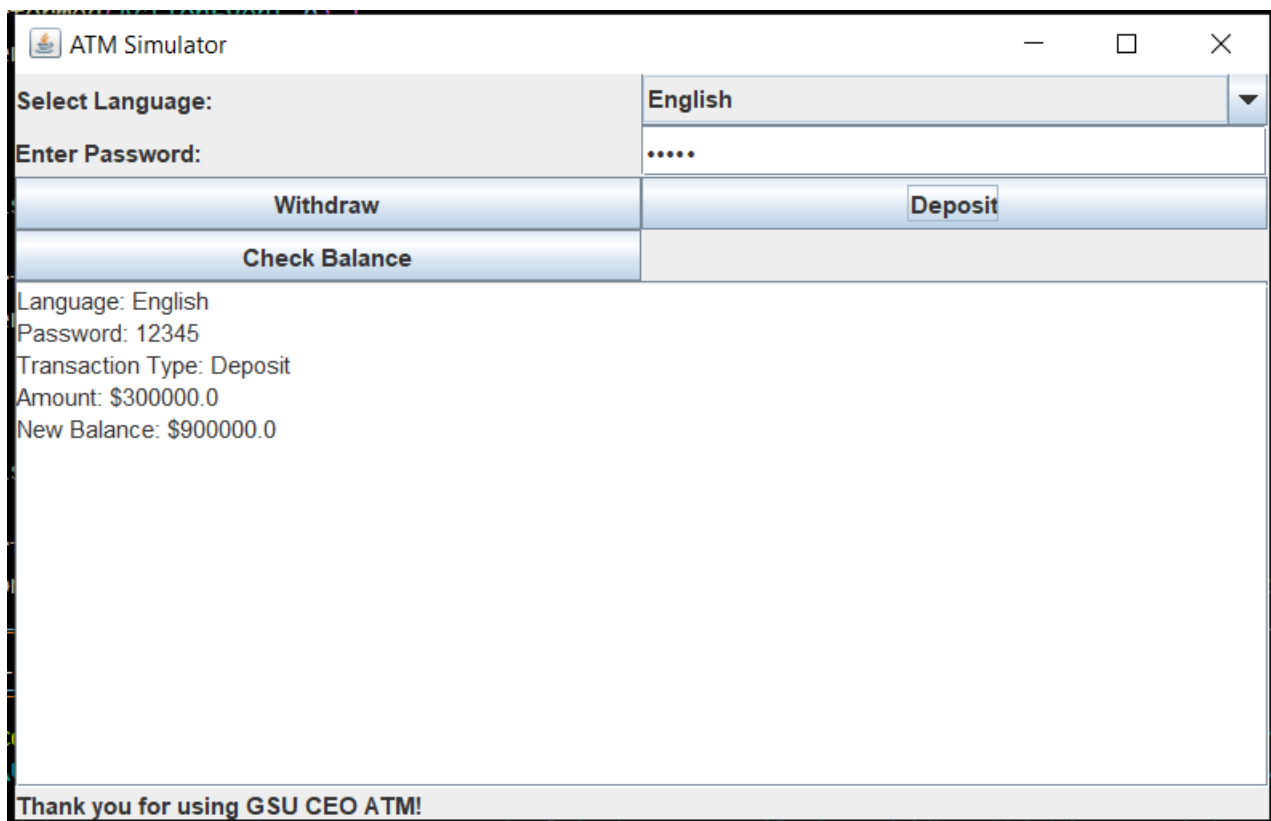 ATM Simulator
Select Language:
English
Enter Password:
•••••
Withdraw
Deposit
Check Balance
Language: English
Password: 12345
Transaction Type: Deposit
Amount: $300000.0
New Balance: $900000.0
Thank you for using GSU CEO ATM!